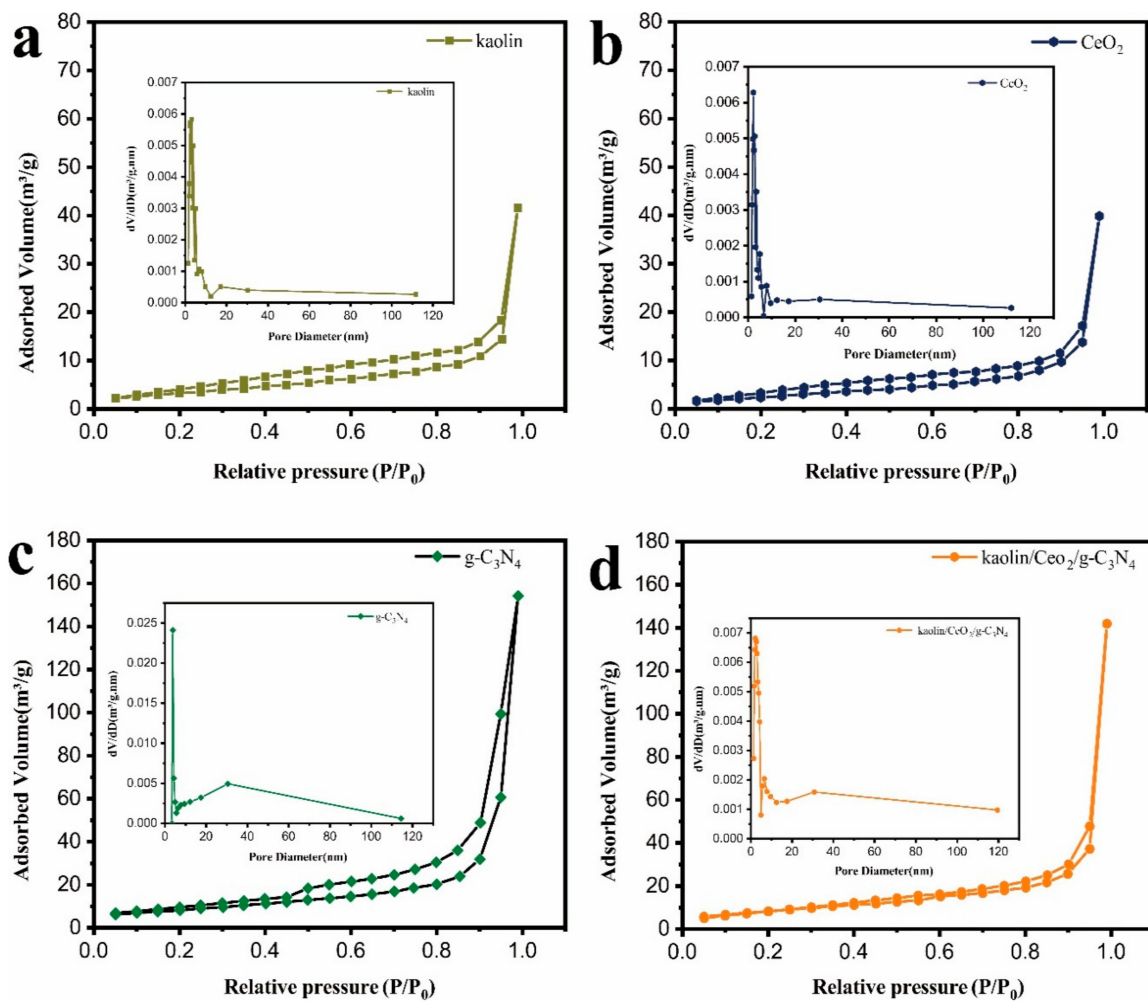 a
kaolin
Adsorbed Volume(m³/g)
80
70
60
50
40
30
20
10
0
0.0 0.2 0.4 0.6 0.8 1.0
Relative pressure (P/P₀)
kaolin
dV/dD(m³/g.nm)
0.007
0.006
0.005
0.004
0.003
0.002
0.001
0.000
0 20 40 60 80 100 120
Pore Diameter(nm)
b
CeO₂
Adsorbed Volume(m³/g)
80
70
60
50
40
30
20
10
0
0.0 0.2 0.4 0.6 0.8 1.0
Relative pressure (P/P₀)
CeO₂
dV/dD(m³/g.nm)
0.007
0.006
0.005
0.004
0.003
0.002
0.001
0.000
0 20 40 60 80 100 120
Pore Diameter(nm)
c
g-C₃N₄
Adsorbed Volume(m³/g)
180
160
140
120
100
80
60
40
20
0
0.0 0.2 0.4 0.6 0.8 1.0
Relative pressure (P/P₀)
g-C₃N₄
dV/dD(m³/g.nm)
0.025
0.020
0.015
0.010
0.005
0.000
0 20 40 60 80 100 120
Pore Diameter(nm)
d
kaolin/Ceo₂/g-C₃N₄
Adsorbed Volume(m³/g)
180
160
140
120
100
80
60
40
20
0
0.0 0.2 0.4 0.6 0.8 1.0
Relative pressure (P/P₀)
kaolin/CeO₂/g-C₃N₄
dV/dD(m³/g.nm)
0.007
0.006
0.005
0.004
0.003
0.002
0.001
0.000
0 20 40 60 80 100 120
Pore Diameter(nm)